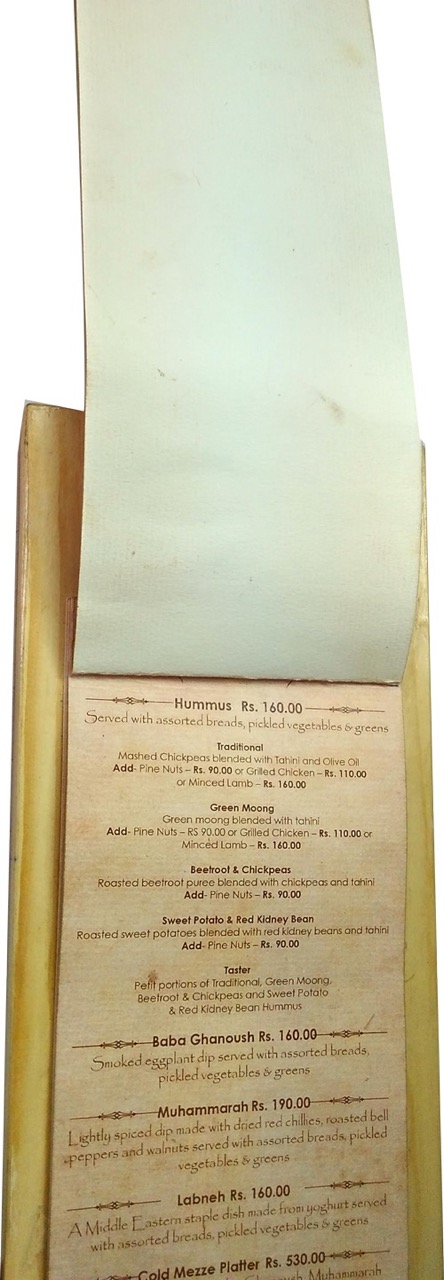 Hummus Rs. 160.00
Served with assorted breads, pickled vegetables & greens
Traditional
Mashed Chickpeas blended with Tahini and Olive Oil
Add- Pine Nuts – Rs. 90.00 or Grilled Chicken – Rs. 110.00
or Minced Lamb – Rs. 160.00
Green Moong
Green moong blended with tahini
Add- Pine Nuts – RS 90.00 or Grilled Chicken – Rs. 110.00 or
Minced Lamb – Rs. 160.00
Beetroot & Chickpeas
Roasted beetroot puree blended with chickpeas and tahini
Add- Pine Nuts – Rs. 90.00
Sweet Potato & Red Kidney Bean
Roasted sweet potatoes blended with red kidney beans and tahini
Add- Pine Nuts – Rs. 90.00
Taster
Petit portions of Traditional, Green Moong,
Beetroot & Chickpeas and Sweet Potato
& Red Kidney Bean Hummus
Baba Ghanoush Rs. 160.00
Smoked eggplant dip served with assorted breads,
pickled vegetables & greens
Muhammarah Rs. 190.00
Lightly spiced dip made with dried red chillies, roasted bell
peppers and walnuts served with assorted breads, pickled
vegetables & greens
Labneh Rs. 160.00
A Middle Eastern staple dish made from yoghurt served
with assorted breads, pickled vegetables & greens
Cold Mezze Platter Rs. 530.00
Muhammarah